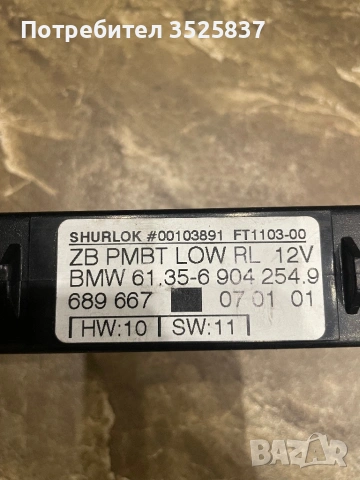 Потребител 3525837
SHURLOK #00103891 FT1103-00
ZB PMBT LOW RL 12V
BMW 61.35-6 904 254.9
689 667 07 01 01
HW:10 SW:11
BAZAR